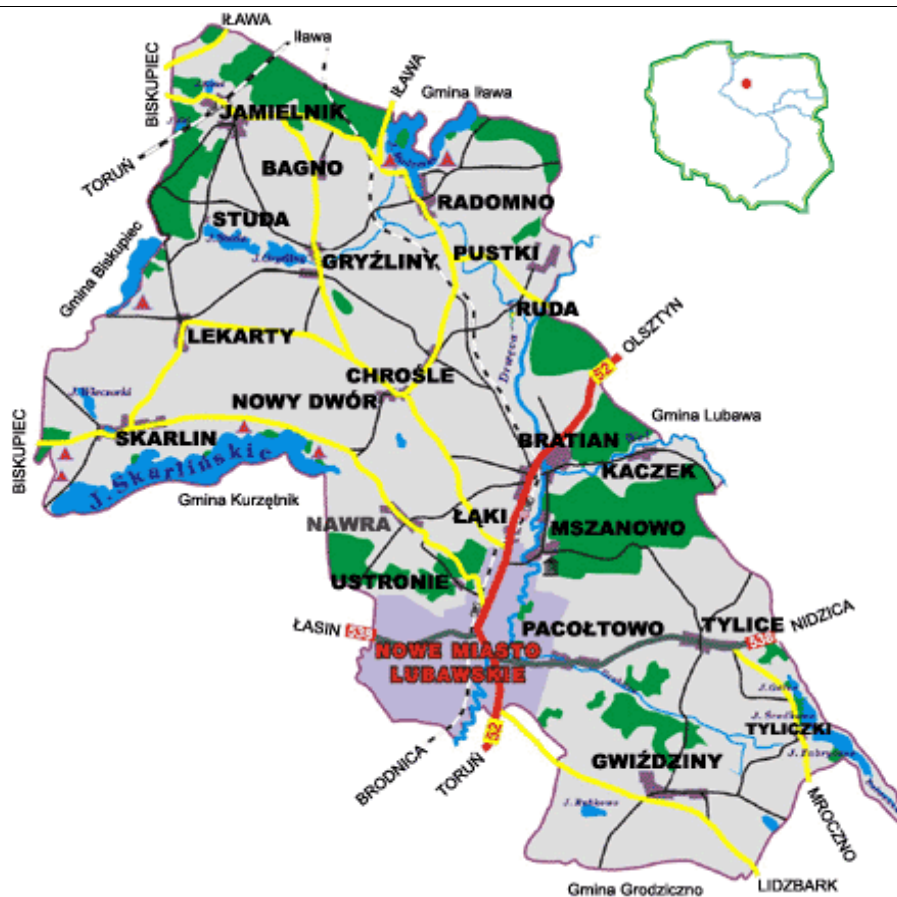 IŁAWA
Iława
BISKUPIEC
IŁAWA
Gmina Iława
JAMIELNIK
TORUŃ
BAGNO
RADOMNO
STUDA
Gmina Biskupiec
GRYŹLINY
PUSTKI
RUDA
LEKARTY
Drwęca
OLSZTYN
52
CHROŚLE
NOWY DWÓR
Gmina Lubawa
SKARLIN
BRATIAN
BISKUPIEC
J. Skarlińskie
KACZEK
Gmina Kurzętnik
ŁĄKI
NAWRA
MSZANOWO
USTRONIE
ŁASIN
538
PACOŁTOWO
TYLICE
NIDZICA
538
NOWE MIASTO
LUBAWSKIE
TYLICZKI
BRODNICA
TORUŃ
52
GWIŹDZINY
MROCZNO
LIDZBARK
Gmina Grodziczno